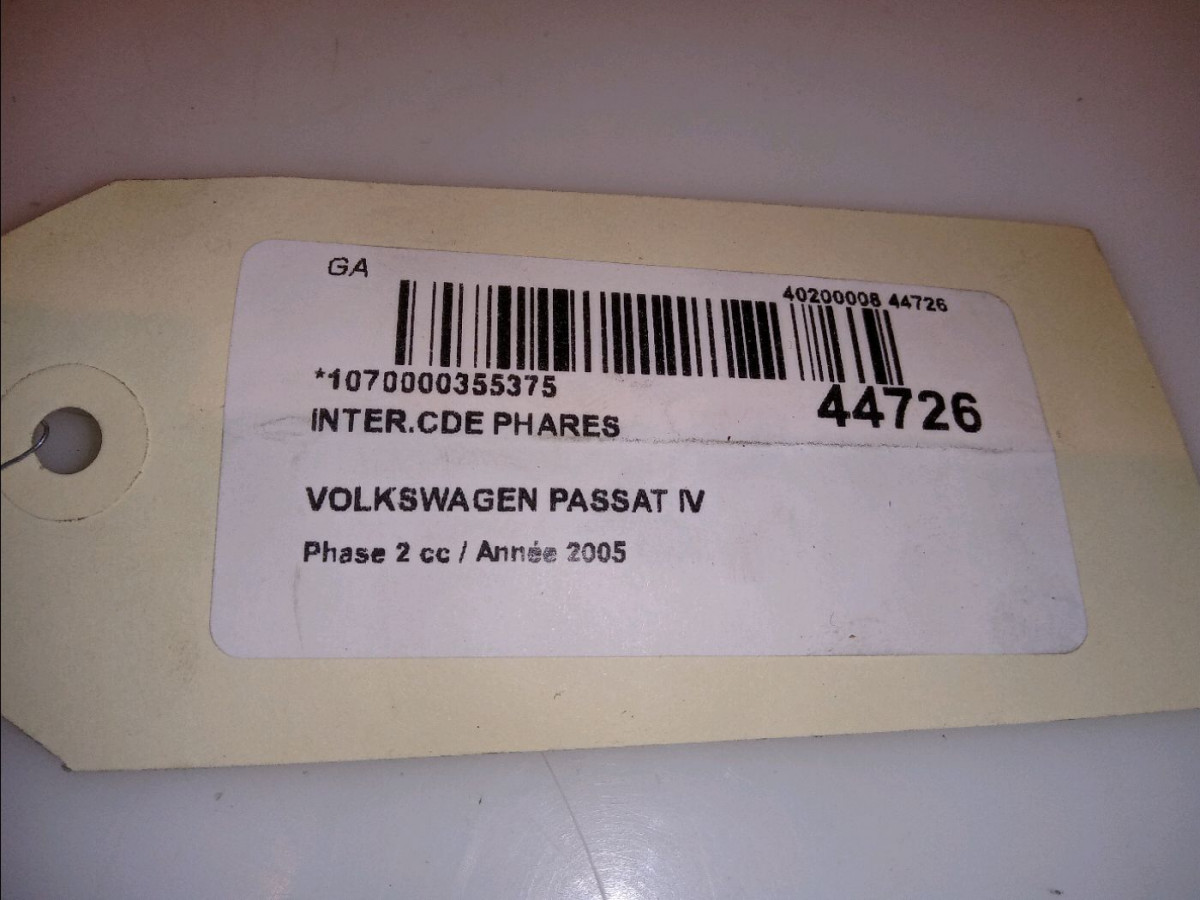 GA
40200008 44726
*1070000355375
44726
INTER.CDE PHARES
VOLKSWAGEN PASSAT IV
Phase 2 cc / Année 2005